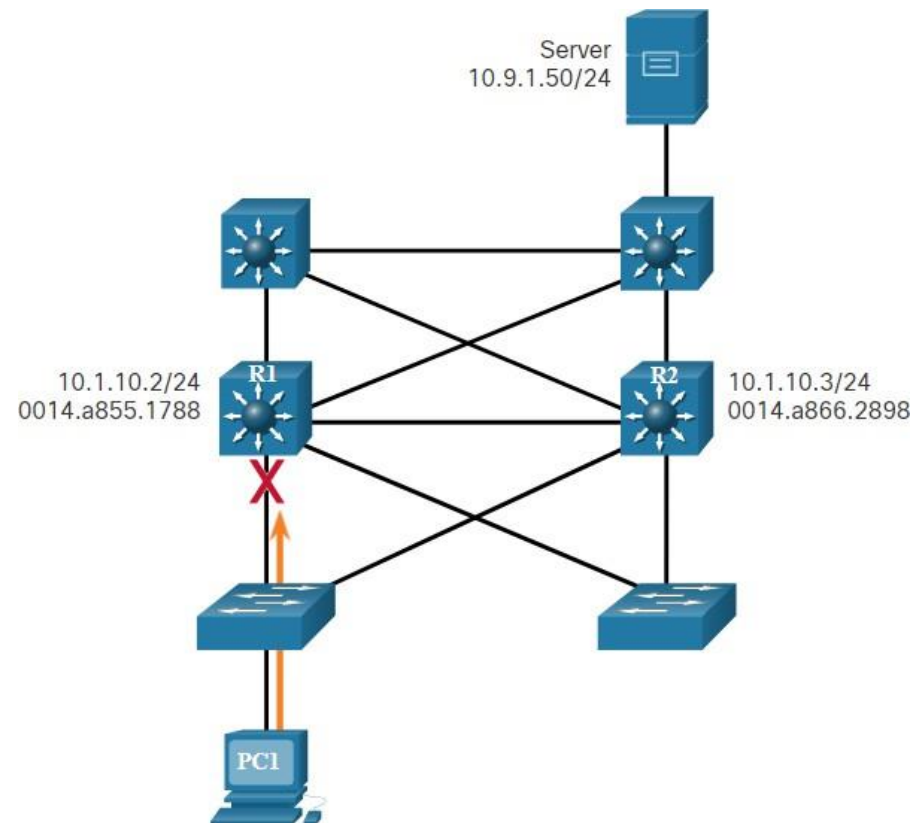 Server
10.9.1.50/24
R1
10.1.10.2/24
0014.a855.1788
R2
10.1.10.3/24
0014.a866.2898
X
PC1